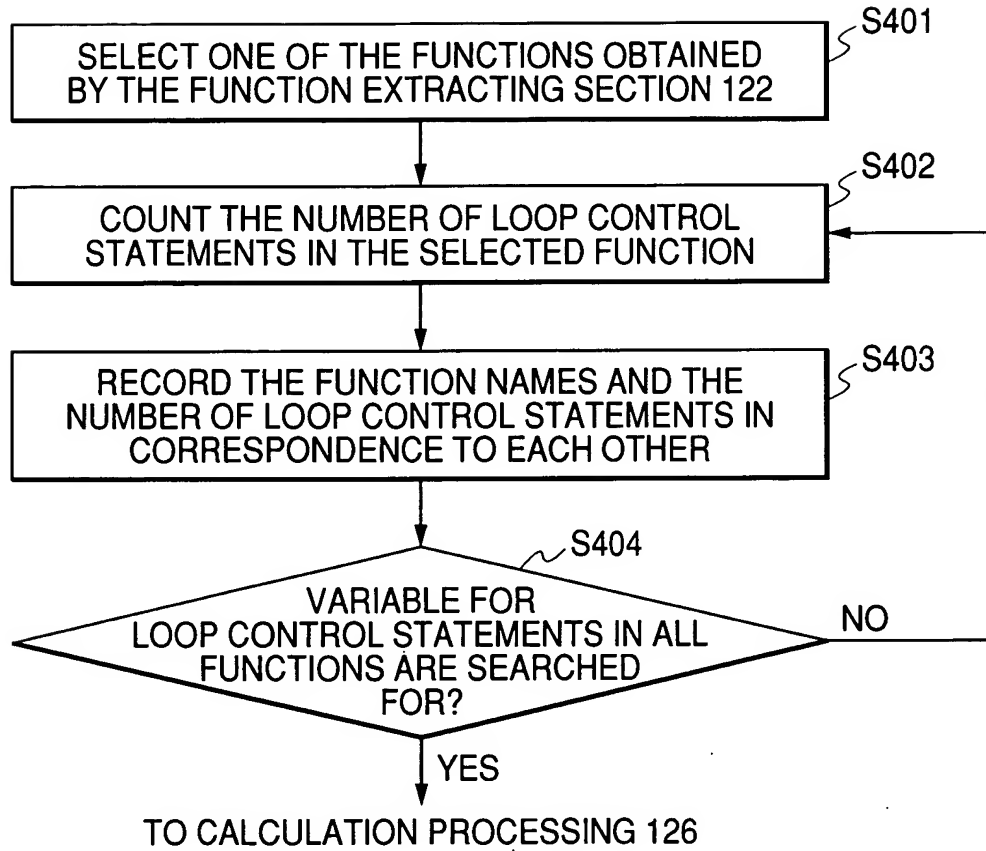 S401
SELECT ONE OF THE FUNCTIONS OBTAINED
BY THE FUNCTION EXTRACTING SECTION 122
S402
COUNT THE NUMBER OF LOOP CONTROL
STATEMENTS IN THE SELECTED FUNCTION
S403
RECORD THE FUNCTION NAMES AND THE
NUMBER OF LOOP CONTROL STATEMENTS IN
CORRESPONDENCE TO EACH OTHER
S404
VARIABLE FOR
LOOP CONTROL STATEMENTS IN ALL
FUNCTIONS ARE SEARCHED
FOR?
NO
YES
TO CALCULATION PROCESSING 126